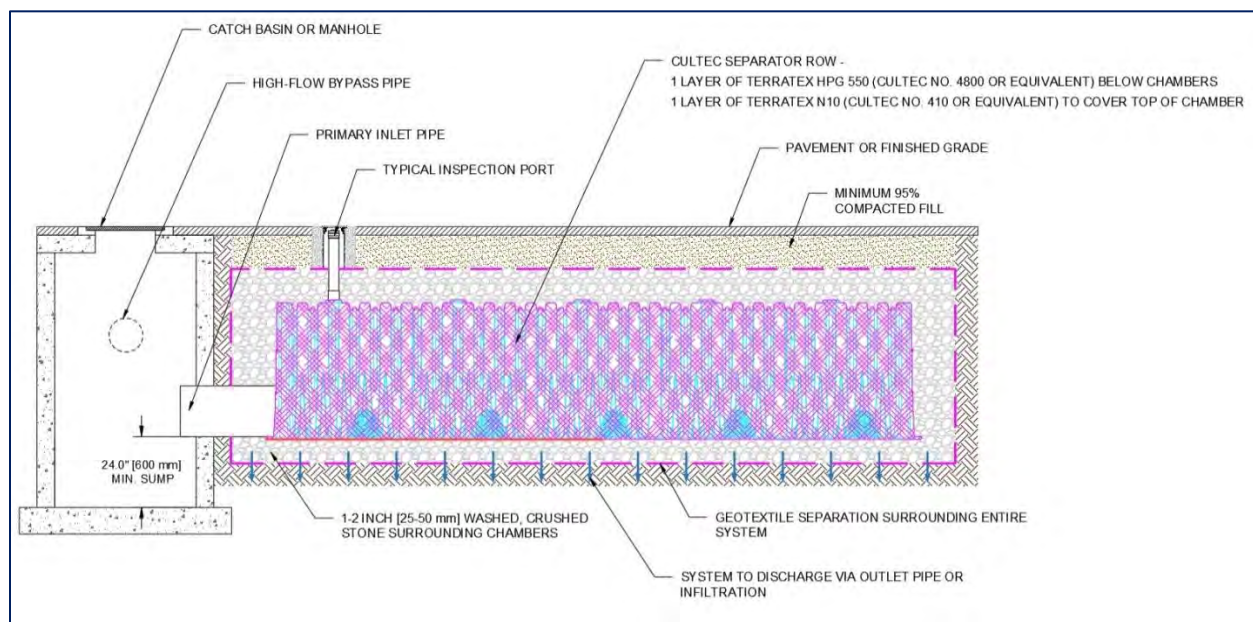 CATCH BASIN OR MANHOLE
HIGH-FLOW BYPASS PIPE
PRIMARY INLET PIPE
TYPICAL INSPECTION PORT
CULTEC SEPARATOR ROW -
1 LAYER OF TERRATEX HPG 550 (CULTEC NO. 4800 OR EQUIVALENT) BELOW CHAMBERS
1 LAYER OF TERRATEX N10 (CULTEC NO. 410 OR EQUIVALENT) TO COVER TOP OF CHAMBER
PAVEMENT OR FINISHED GRADE
MINIMUM 95%
COMPACTED FILL
24.0" [600 mm]
MIN. SUMP
1-2 INCH [25-50 mm] WASHED, CRUSHED
STONE SURROUNDING CHAMBERS
GEOTEXTILE SEPARATION SURROUNDING ENTIRE
SYSTEM
SYSTEM TO DISCHARGE VIA OUTLET PIPE OR
INFILTRATION